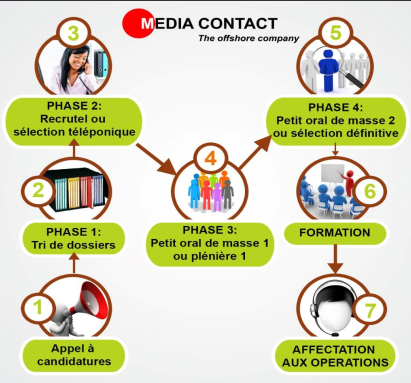 MEDIA CONTACT
The offshore company
1
Appel à
candidatures
2
PHASE 1:
Tri de dossiers
3
PHASE 2:
Recrutel ou
sélection téléponique
4
PHASE 3:
Petit oral de masse 1
ou plénière 1
5
PHASE 4:
Petit oral de masse 2
ou sélection définitive
6
FORMATION
7
AFFECTATION
AUX OPERATIONS